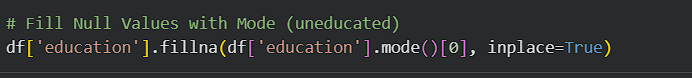 # Fill Null Values with Mode (uneducated)
df['education'].fillna(df['education'].mode()[0], inplace=True)